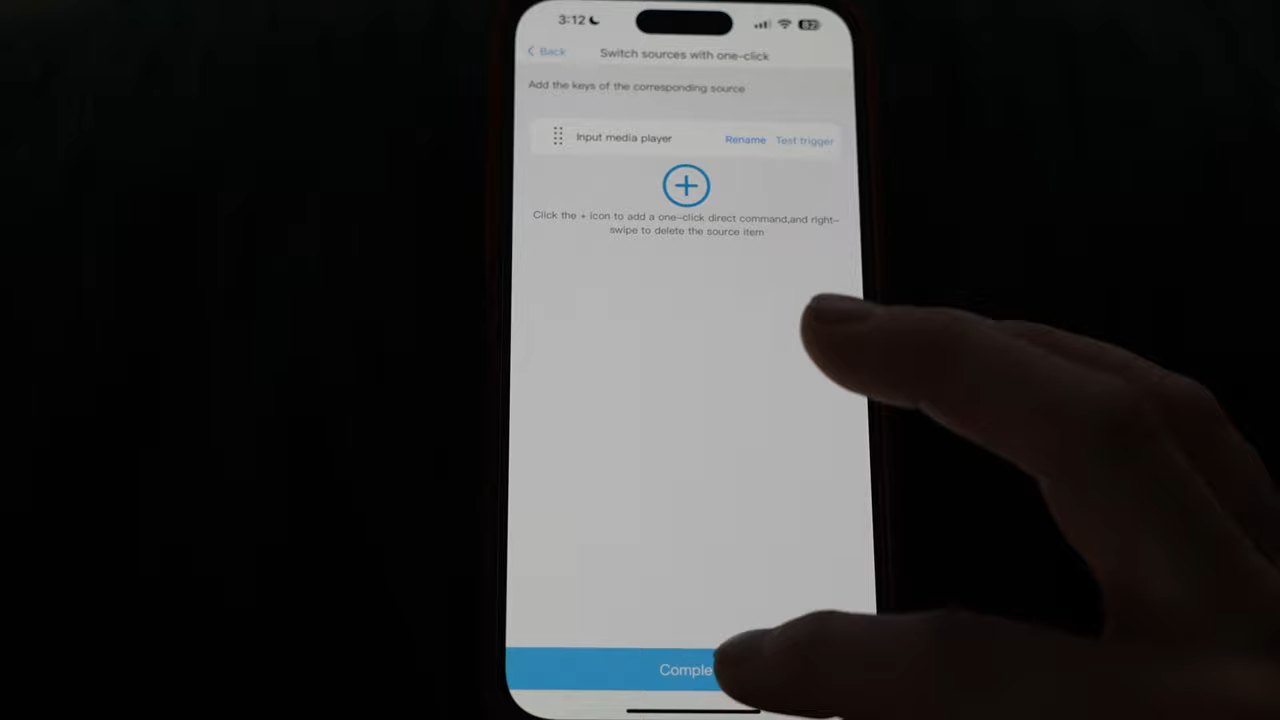 3:12
82
Back
Switch sources with one-click
Add the keys of the corresponding source
Input media player
Rename
Test trigger
Click the + icon to add a one-click direct command,and right-
swipe to delete the source item
Comple